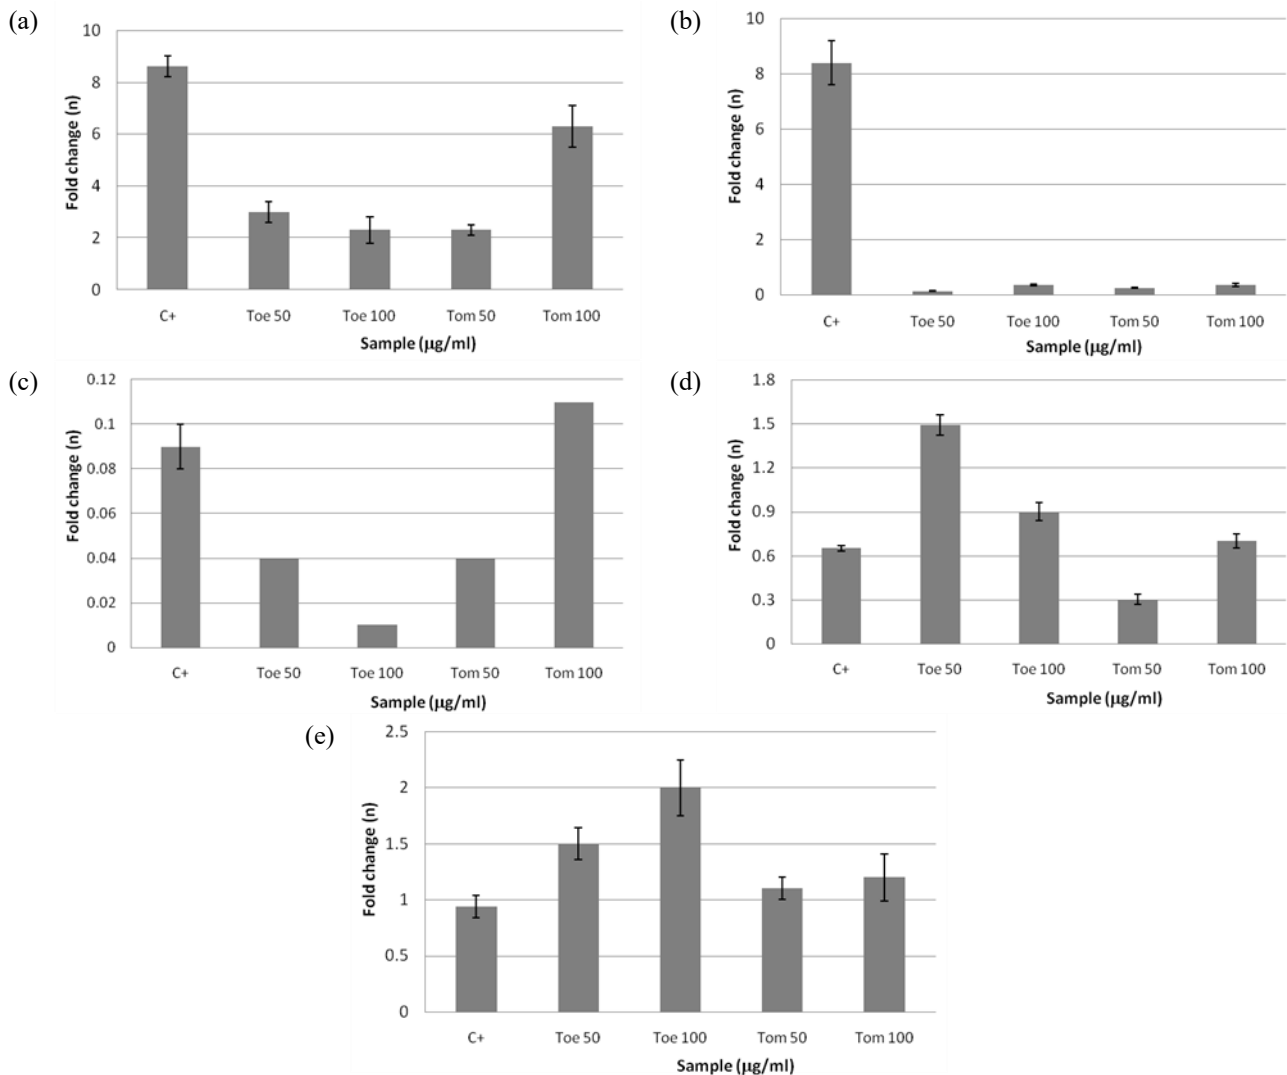 (a)
Fold change (n)
10
8
6
4
2
0
C+ Toe 50 Toe 100 Tom 50 Tom 100
Sample (µg/ml)
(b)
Fold change (n)
10
8
6
4
2
0
C+ Toe 50 Toe 100 Tom 50 Tom 100
Sample (µg/ml)
(c)
Fold change (n)
0.12
0.1
0.08
0.06
0.04
0.02
0
C+ Toe 50 Toe 100 Tom 50 Tom 100
Sample (µg/ml)
(d)
Fold change (n)
1.8
1.5
1.2
0.9
0.6
0.3
0
C+ Toe 50 Toe 100 Tom 50 Tom 100
Sample (µg/ml)
(e)
Fold change (n)
2.5
2
1.5
1
0.5
0
C+ Toe 50 Toe 100 Tom 50 Tom 100
Sample (µg/ml)